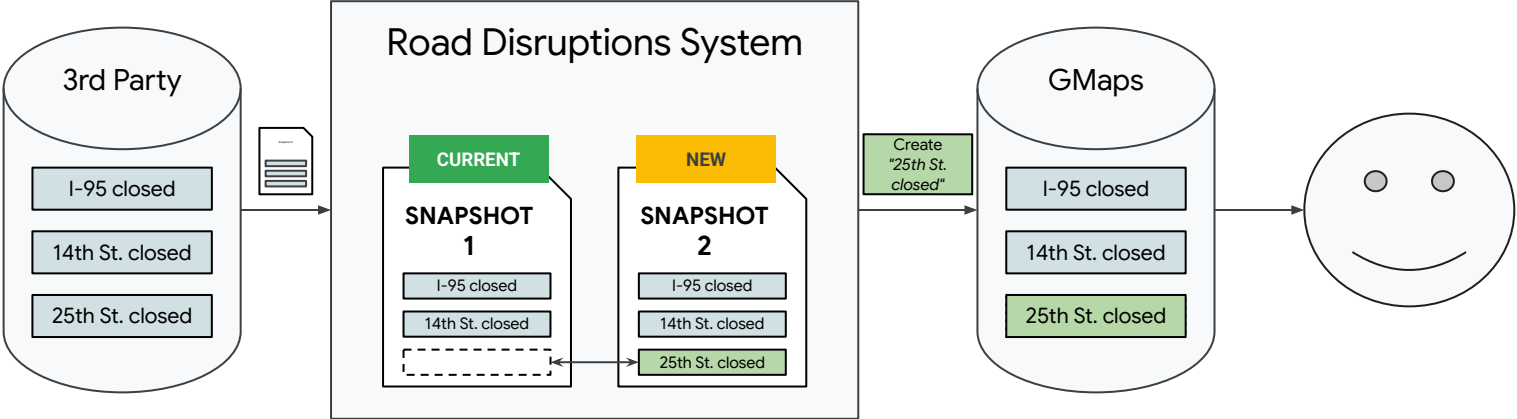 3rd Party
I-95 closed
14th St. closed
25th St. closed
Road Disruptions System
CURRENT
SNAPSHOT
1
I-95 closed
14th St. closed
NEW
SNAPSHOT
2
I-95 closed
14th St. closed
25th St. closed
Create
"25th St.
closed"
GMaps
I-95 closed
14th St. closed
25th St. closed